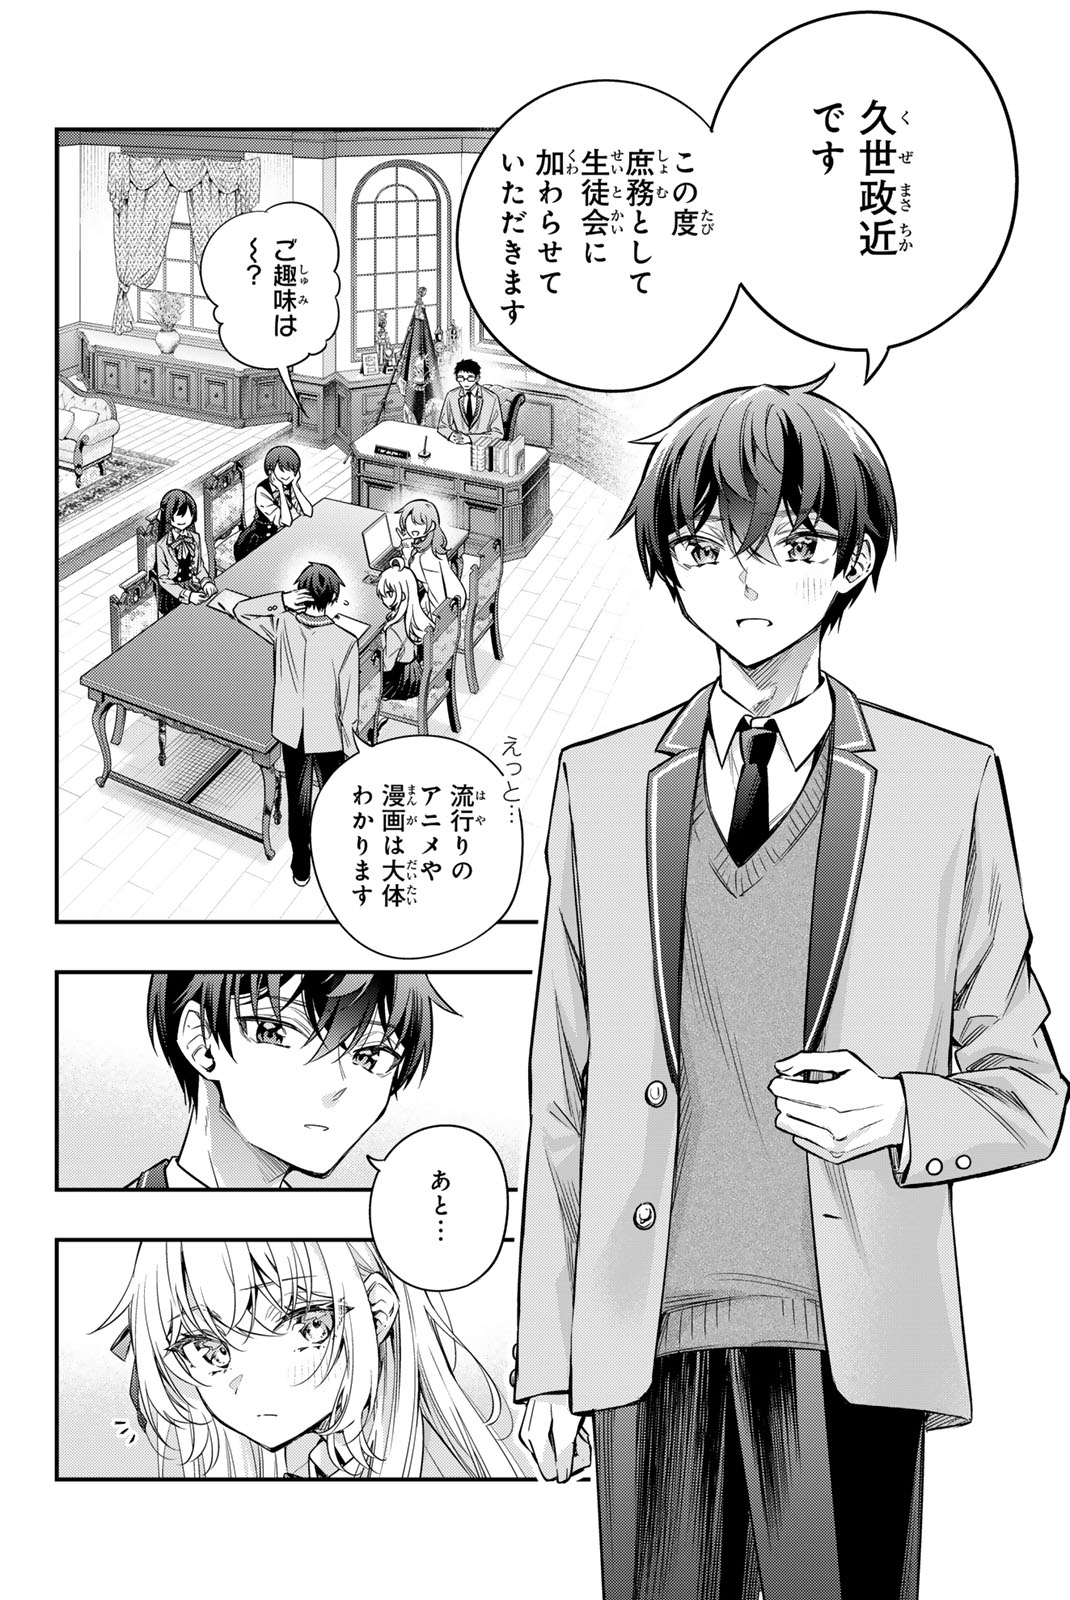 久世政近
です
この度
庶務として
生徒会に
加わらせて
いただきます
ご趣味は
〜?
えっと…
流行りの
アニメや
漫画は大体
わかります
あと…